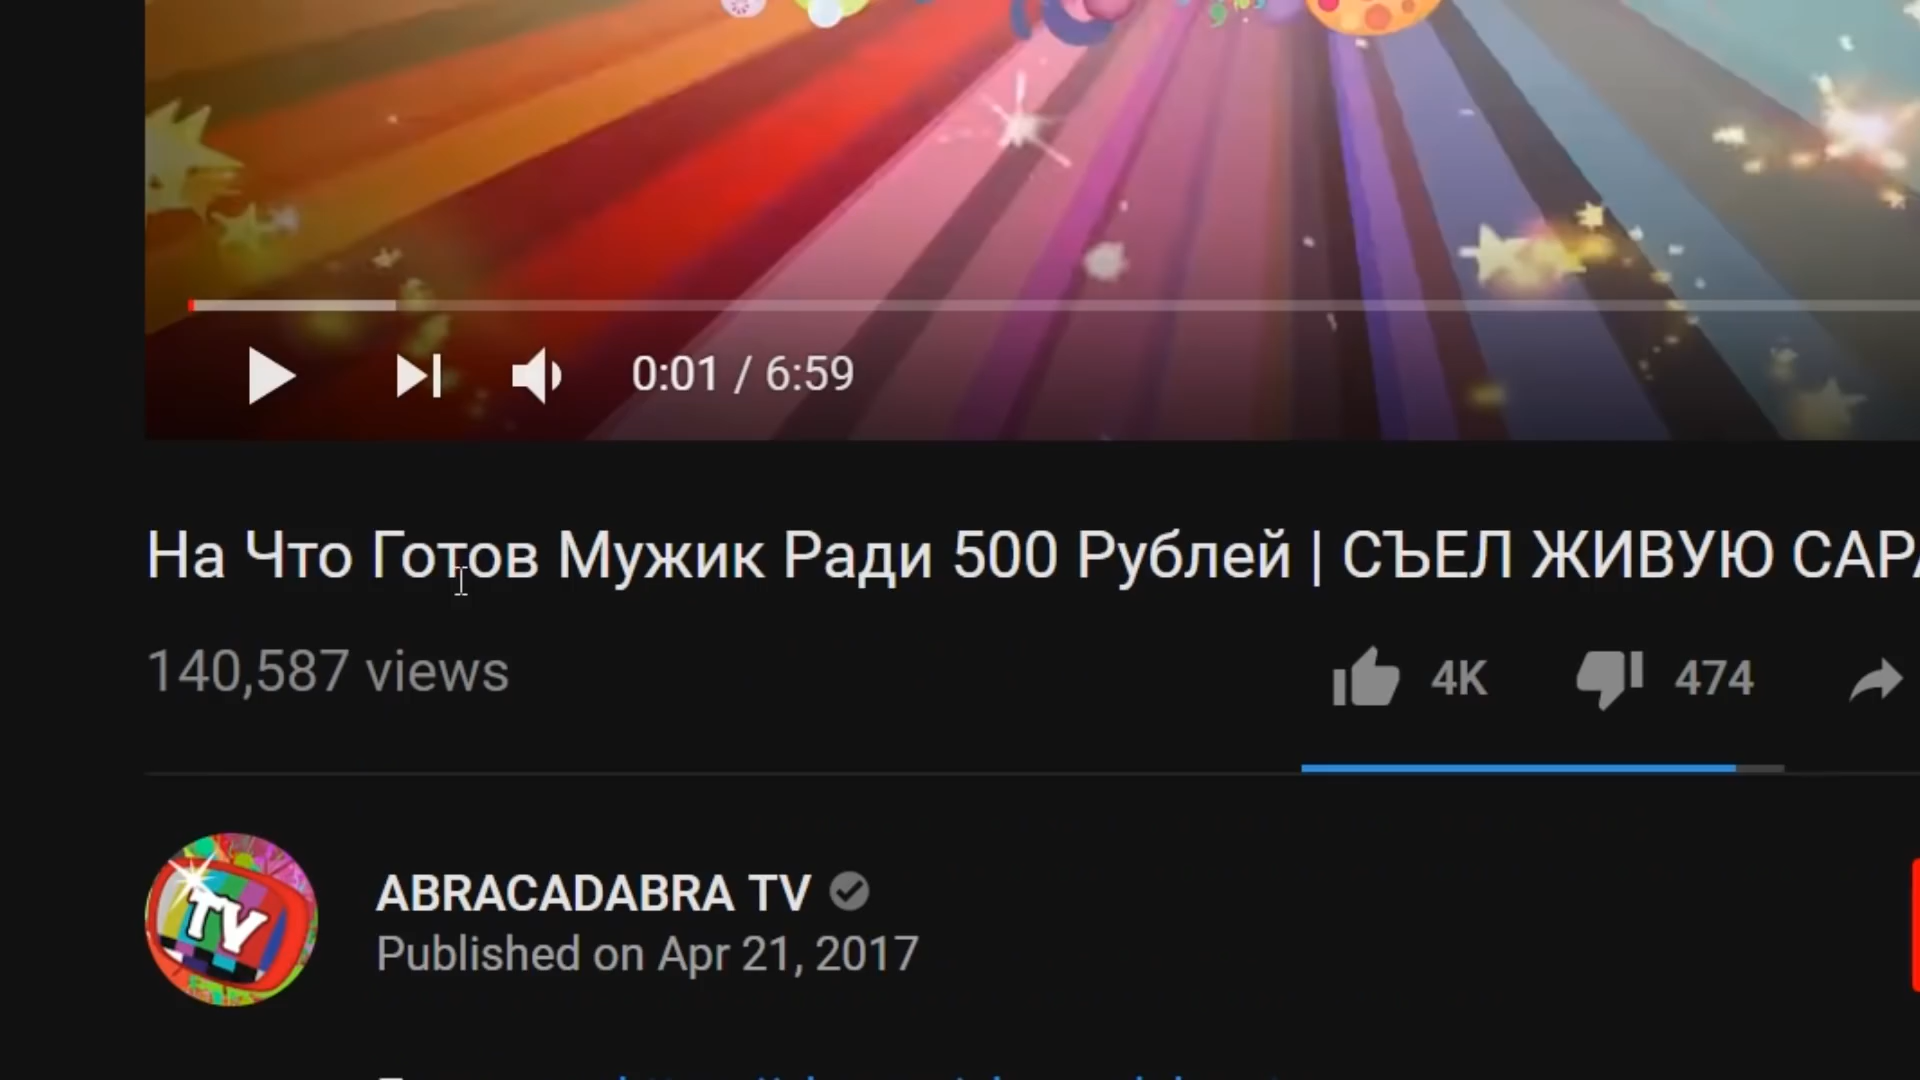 0:01 / 6:59
На Что Готов Мужик Ради 500 Рублей | СЪЕЛ ЖИВУЮ
140,587 views
4K 474
TV
ABRACADABRA TV
Published on Apr 21, 2017